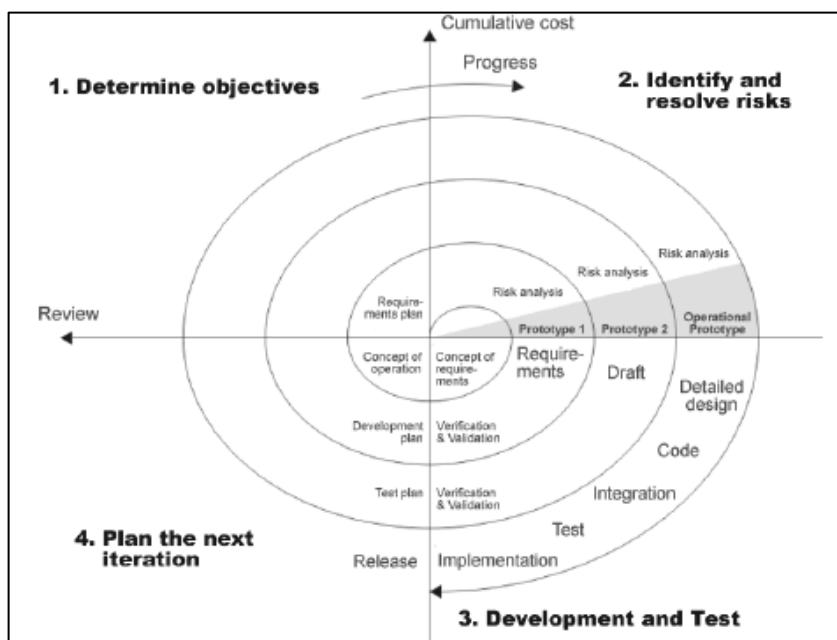 Cumulative cost
Progress
1. Determine objectives
2. Identify and
resolve risks
Risk analysis
Risk analysis
Risk analysis
Require-
ments plan
Prototype 1
Prototype 2
Operational
Prototype
Review
Concept of
operation
Concept of
require-
ments
Require-
ments
Draft
Detailed
design
Development
plan
Verification
& Validation
Code
Test plan
Verification
& Validation
Integration
Test
4. Plan the next
iteration
Release
Implementation
3. Development and Test